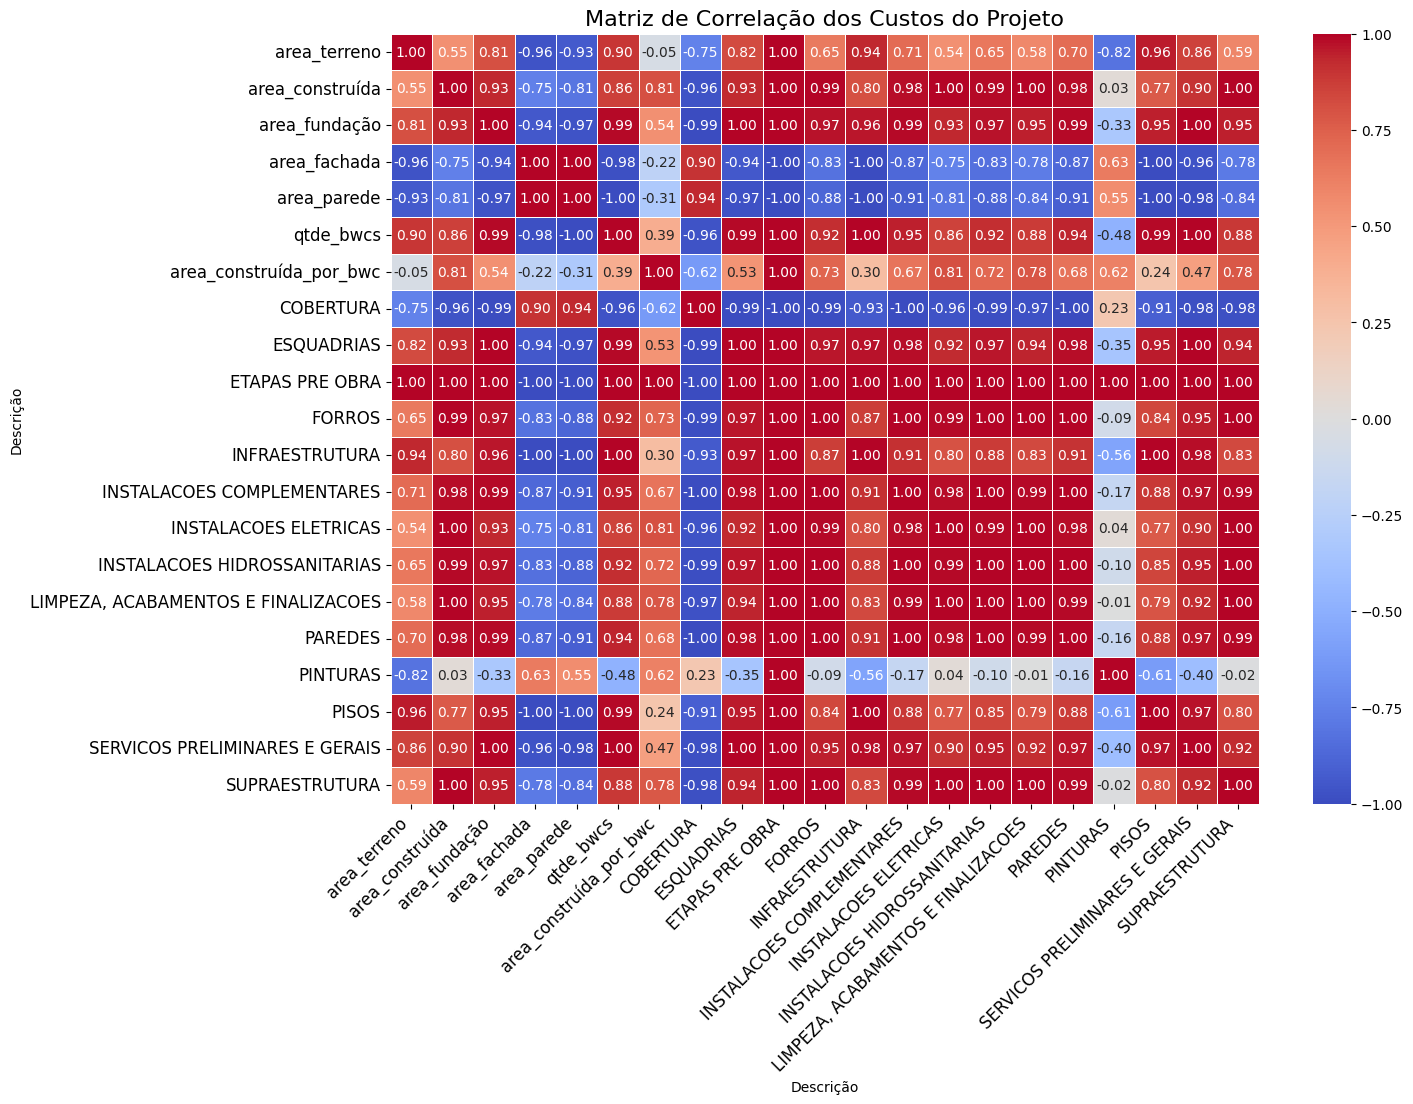 Matriz de Correlação dos Custos do Projeto
area_terreno 1.00 0.55 0.81 -0.96 -0.93 0.90 -0.05 -0.75 0.82 1.00 0.65 0.94 0.71 0.54 0.65 0.58 0.70 -0.82 0.96 0.86 0.59
area_construída 0.55 1.00 0.93 -0.75 -0.81 0.86 0.81 -0.96 0.93 1.00 0.99 0.80 0.98 1.00 0.99 1.00 0.98 0.03 0.77 0.90 1.00
area_fundação 0.81 0.93 1.00 -0.94 -0.97 0.99 0.54 -0.99 1.00 1.00 0.97 0.96 0.99 0.93 0.97 0.95 0.99 -0.33 0.95 1.00 0.95
area_fachada -0.96 -0.75 -0.94 1.00 1.00 -0.98 -0.22 0.90 -0.94 -1.00 -0.83 -1.00 -0.87 -0.75 -0.83 -0.78 -0.87 0.63 -1.00 -0.96 -0.78
area_parede -0.93 -0.81 -0.97 1.00 1.00 -1.00 -0.31 0.94 -0.97 -1.00 -0.88 -1.00 -0.91 -0.81 -0.88 -0.84 -0.91 0.55 -1.00 -0.98 -0.84
qtde_bwcs 0.90 0.86 0.99 -0.98 -1.00 1.00 0.39 -0.96 0.99 1.00 0.92 1.00 0.95 0.86 0.92 0.88 0.94 -0.48 0.99 1.00 0.88
area_construída_por_bwc -0.05 0.81 0.54 -0.22 -0.31 0.39 1.00 -0.62 0.53 1.00 0.73 0.30 0.67 0.81 0.72 0.78 0.68 0.62 0.24 0.47 0.78
COBERTURA -0.75 -0.96 -0.99 0.90 0.94 -0.96 -0.62 1.00 -0.99 -1.00 -0.99 -0.93 -1.00 -0.96 -0.99 -0.97 -1.00 0.23 -0.91 -0.98 -0.98
ESQUADRIAS 0.82 0.93 1.00 -0.94 -0.97 0.99 0.53 -0.99 1.00 1.00 0.97 0.97 0.98 0.92 0.97 0.94 0.98 -0.35 0.95 1.00 0.94
ETAPAS PRE OBRA 1.00 1.00 1.00 -1.00 -1.00 1.00 1.00 -1.00 1.00 1.00 1.00 1.00 1.00 1.00 1.00 1.00 1.00 1.00 1.00 1.00 1.00
FORROS 0.65 0.99 0.97 -0.83 -0.88 0.92 0.73 -0.99 0.97 1.00 1.00 0.87 1.00 0.99 1.00 1.00 1.00 -0.09 0.84 0.95 1.00
INFRAESTRUTURA 0.94 0.80 0.96 -1.00 -1.00 1.00 0.30 -0.93 0.97 1.00 0.87 1.00 0.91 0.80 0.88 0.83 0.91 -0.56 1.00 0.98 0.83
INSTALACOES COMPLEMENTARES 0.71 0.98 0.99 -0.87 -0.91 0.95 0.67 -1.00 0.98 1.00 1.00 0.91 1.00 0.98 1.00 0.99 1.00 -0.17 0.88 0.97 0.99
INSTALACOES ELETRICAS 0.54 1.00 0.93 -0.75 -0.81 0.86 0.81 -0.96 0.92 1.00 0.99 0.80 0.98 1.00 0.99 1.00 0.98 0.04 0.77 0.90 1.00
INSTALACOES HIDROSSANITARIAS 0.65 0.99 0.97 -0.83 -0.88 0.92 0.72 -0.99 0.97 1.00 1.00 0.88 1.00 0.99 1.00 1.00 1.00 -0.10 0.85 0.95 1.00
LIMPEZA, ACABAMENTOS E FINALIZACOES 0.58 1.00 0.95 -0.78 -0.84 0.88 0.78 -0.97 0.94 1.00 1.00 0.83 0.99 1.00 1.00 1.00 0.99 -0.01 0.79 0.92 1.00
PAREDES 0.70 0.98 0.99 -0.87 -0.91 0.94 0.68 -1.00 0.98 1.00 1.00 0.91 1.00 0.98 1.00 0.99 1.00 -0.16 0.88 0.97 0.99
PINTURAS -0.82 0.03 -0.33 0.63 0.55 -0.48 0.62 0.23 -0.35 1.00 -0.09 -0.56 -0.17 0.04 -0.10 -0.01 -0.16 1.00 -0.61 -0.40 -0.02
PISOS 0.96 0.77 0.95 -1.00 -1.00 0.99 0.24 -0.91 0.95 1.00 0.84 1.00 0.88 0.77 0.85 0.79 0.88 -0.61 1.00 0.97 0.80
SERVICOS PRELIMINARES E GERAIS 0.86 0.90 1.00 -0.96 -0.98 1.00 0.47 -0.98 1.00 1.00 0.95 0.98 0.97 0.90 0.95 0.92 0.97 -0.40 0.97 1.00 0.92
SUPRAESTRUTURA 0.59 1.00 0.95 -0.78 -0.84 0.88 0.78 -0.98 0.94 1.00 1.00 0.83 0.99 1.00 1.00 1.00 0.99 -0.02 0.80 0.92 1.00
Descrição
area_terreno
area_construída
area_fundação
area_fachada
area_parede
qtde_bwcs
area_construída_por_bwc
COBERTURA
ESQUADRIAS
ETAPAS PRE OBRA
FORROS
INFRAESTRUTURA
INSTALACOES COMPLEMENTARES
INSTALACOES ELETRICAS
INSTALACOES HIDROSSANITARIAS
LIMPEZA, ACABAMENTOS E FINALIZACOES
PAREDES
PINTURAS
PISOS
SERVICOS PRELIMINARES E GERAIS
SUPRAESTRUTURA
Descrição
1.00
0.75
0.50
0.25
0.00
−0.25
−0.50
−0.75
−1.00